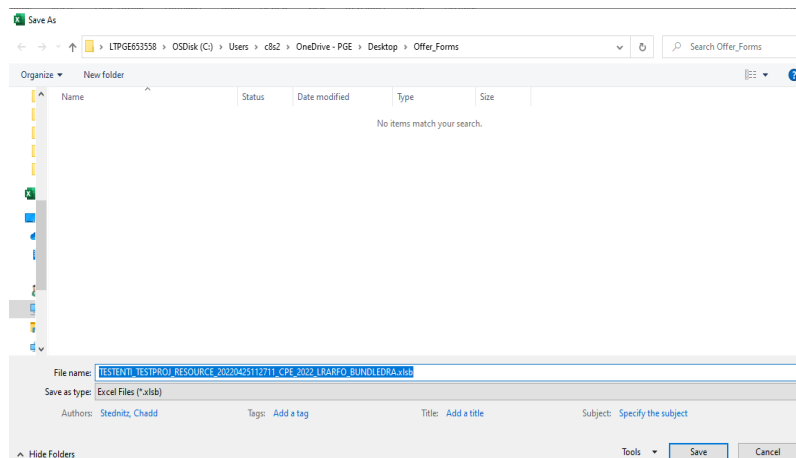 Save As
LTPGE653558 > OSDisk (C:) > Users > c8s2 > OneDrive - PGE > Desktop > Offer_Forms
Search Offer_Forms
Organize New folder
Name Status Date modified Type Size
No items match your search.
File name: TESTENTI_TESTPROJ_RESOURCE_20220425112711_CPE_2022_LRARFO_BUNDLEDRA.xlsb
Save as type: Excel Files (*.xlsb)
Authors: Stednitz, Chadd Tags: Add a tag Title: Add a title Subject: Specify the subject
Hide Folders Tools Save Cancel